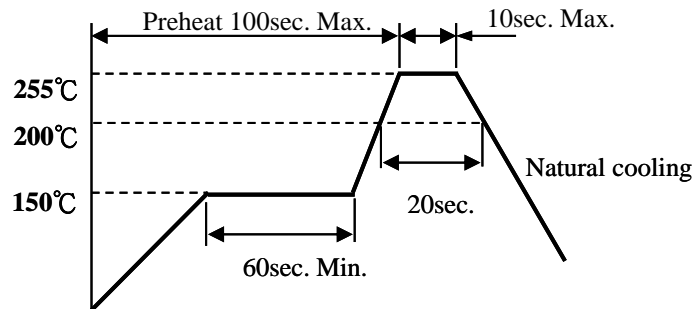 Preheat 100sec. Max.
10sec. Max.
255℃
200℃
150℃
Natural cooling
20sec.
60sec. Min.